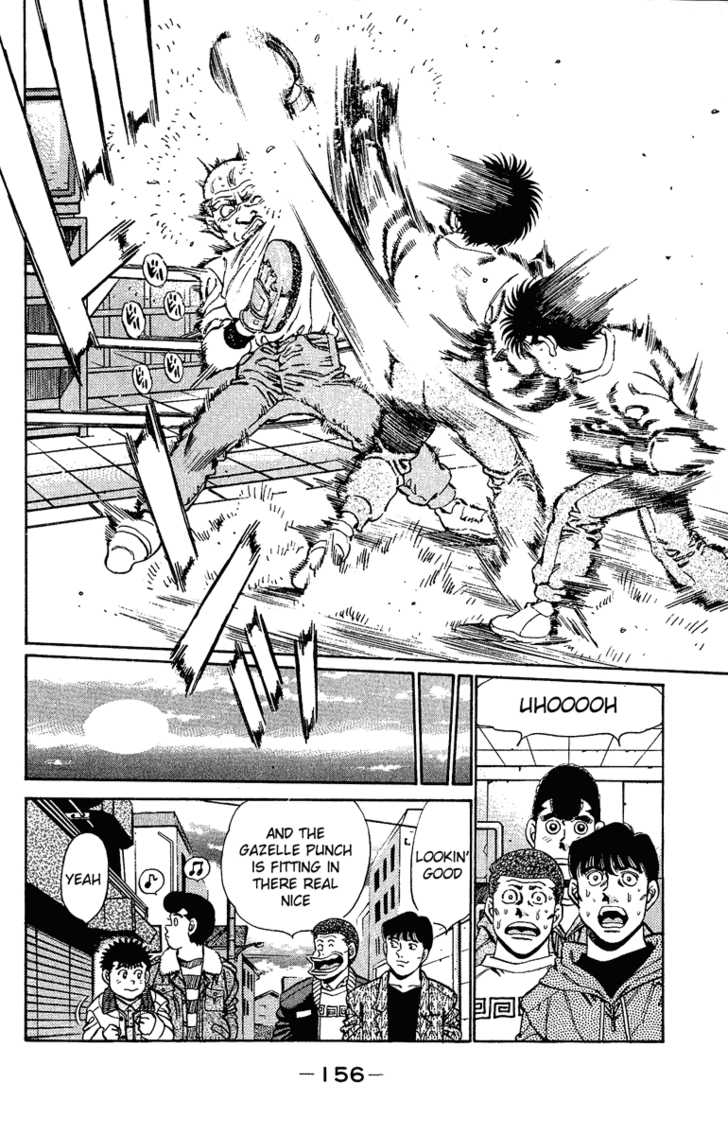 UHOOOOH
LOOKIN'
GOOD
AND THE
GAZELLE PUNCH
IS FITTING IN
THERE REAL
NICE
YEAH
-156-